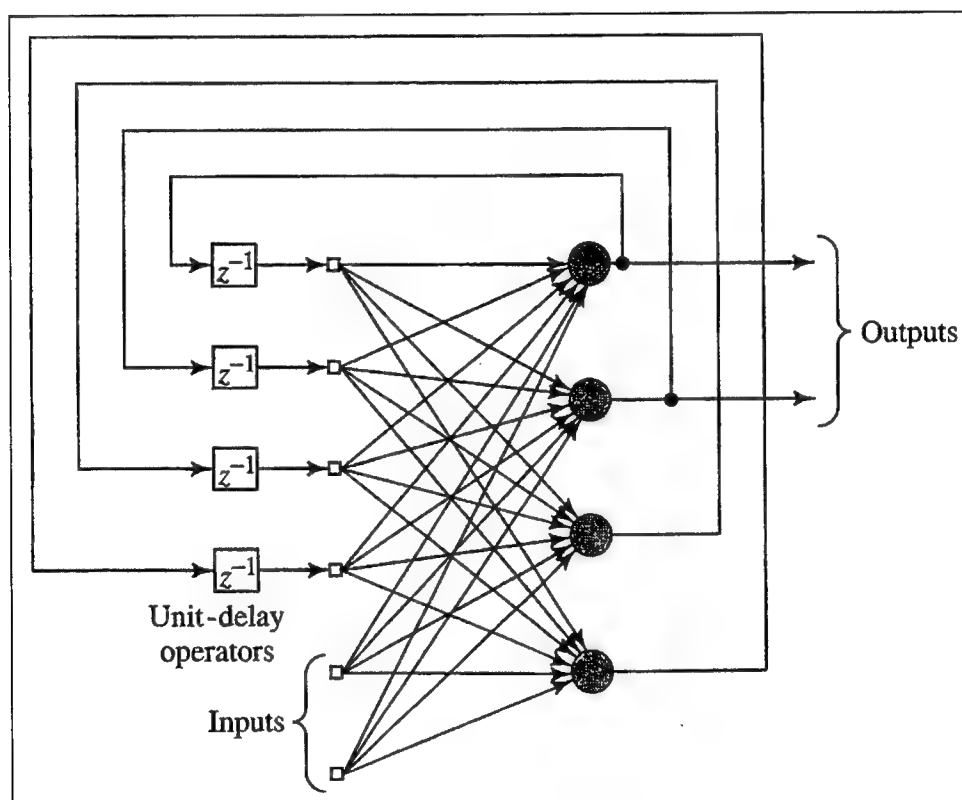 z⁻¹
z⁻¹
z⁻¹
z⁻¹
Outputs
Unit-delay
operators
Inputs